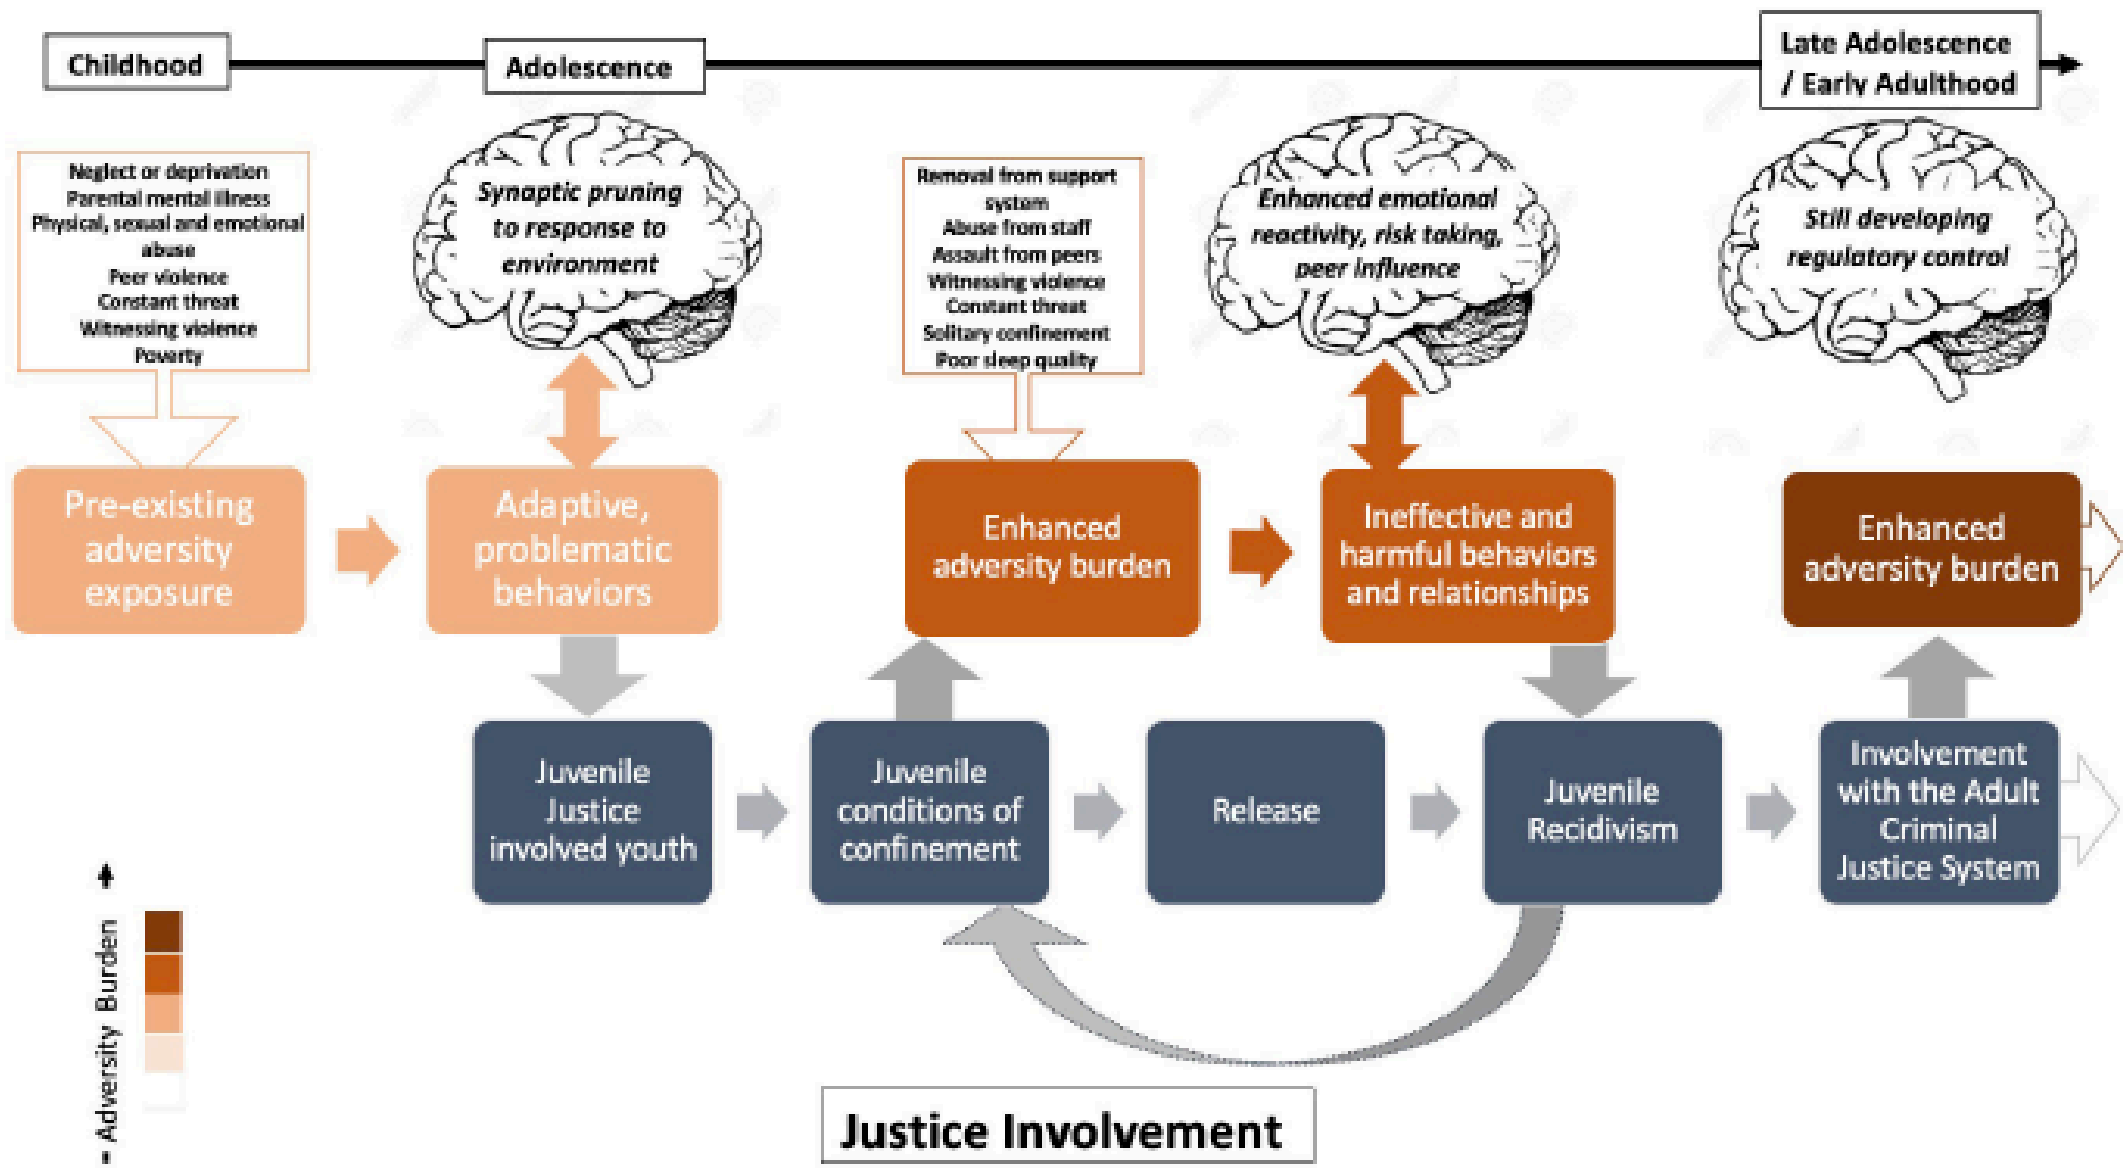 Childhood
Adolescence
Late Adolescence
/ Early Adulthood
Neglect or deprivation
Parental mental illness
Physical, sexual and emotional
abuse
Peer violence
Constant threat
Witnessing violence
Poverty
Synaptic pruning
to response to
environment
Removal from support
system
Abuse from staff
Assault from peers
Witnessing violence
Constant threat
Solitary confinement
Poor sleep quality
Enhanced emotional
reactivity, risk taking,
peer influence
Still developing
regulatory control
Pre-existing
adversity
exposure
Adaptive,
problematic
behaviors
Enhanced
adversity burden
Ineffective and
harmful behaviors
and relationships
Enhanced
adversity burden
Juvenile
Justice
involved youth
Juvenile
conditions of
confinement
Release
Juvenile
Recidivism
Involvement
with the Adult
Criminal
Justice System
- Adversity Burden
Justice Involvement